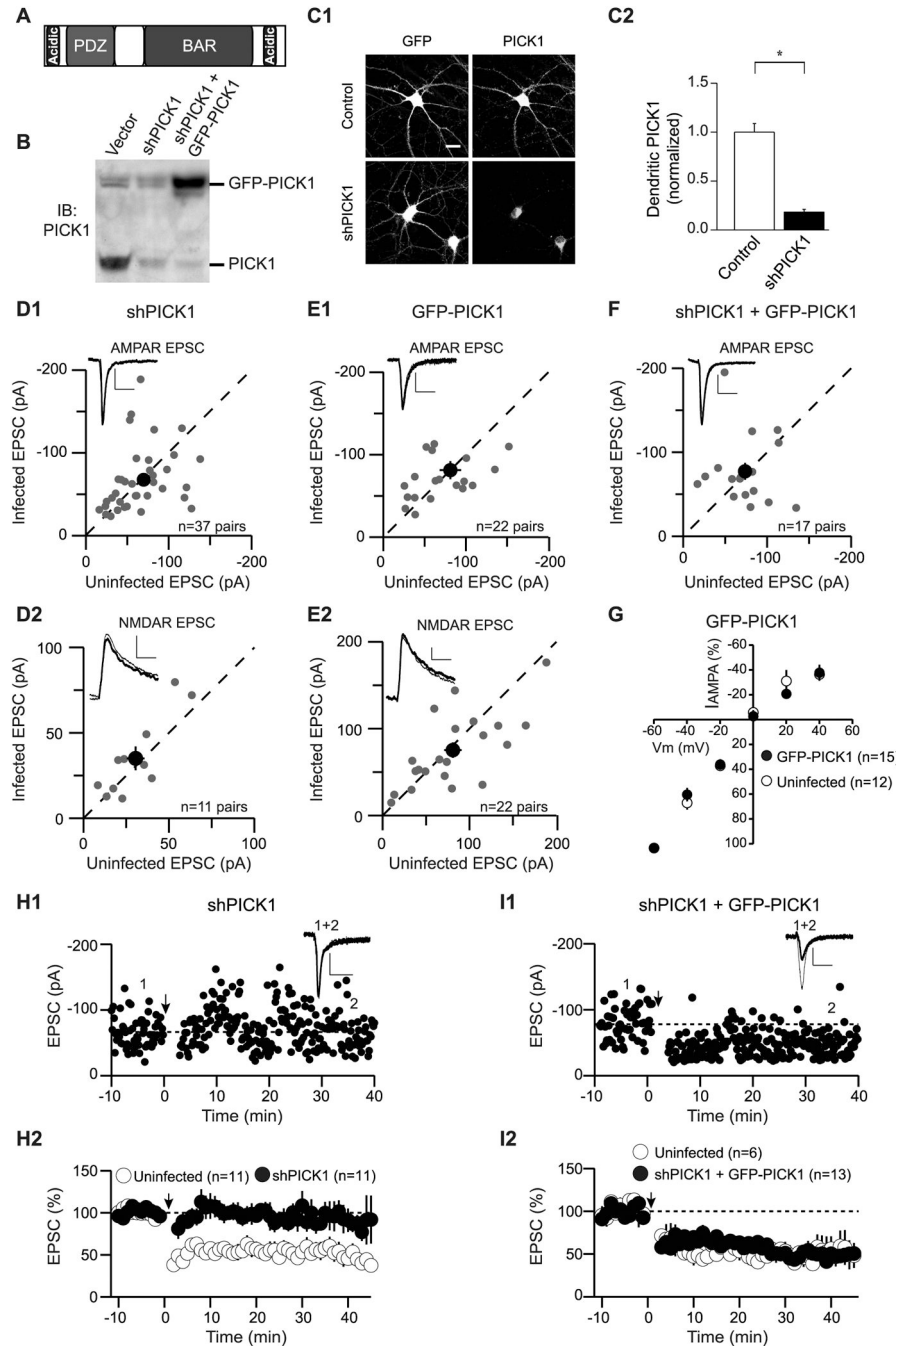 A
Acidic PDZ BAR Acidic
B
Vector
shPICK1
shPICK1 +
GFP-PICK1
IB:
PICK1
GFP-PICK1
PICK1
C1
GFP PICK1
Control
shPICK1
C2
*
Dendritic PICK1
(normalized)
1.5
1.0
0.5
0.0
Control
shPICK1
D1
shPICK1
AMPAR EPSC
Infected EPSC (pA)
-200
-100
0
0 -100 -200
n=37 pairs
Uninfected EPSC (pA)
E1
GFP-PICK1
AMPAR EPSC
Infected EPSC (pA)
-200
-100
0
0 -100 -200
n=22 pairs
Uninfected EPSC (pA)
F
shPICK1 + GFP-PICK1
AMPAR EPSC
Infected EPSC (pA)
-200
-100
0
0 -100 -200
n=17 pairs
Uninfected EPSC (pA)
D2
NMDAR EPSC
Infected EPSC (pA)
100
50
0
0 50 100
n=11 pairs
Uninfected EPSC (pA)
E2
NMDAR EPSC
Infected EPSC (pA)
200
100
0
0 100 200
n=22 pairs
Uninfected EPSC (pA)
G
GFP-PICK1
IAMPA (%)
-60
-40
-20
-60 -40 -20 0 20 40 60
Vm (mV)
20
40
60
80
100
GFP-PICK1 (n=15
Uninfected (n=12)
H1
shPICK1
1+2
1
2
EPSC (pA)
-200
-100
0
-10 0 10 20 30 40
Time (min)
I1
shPICK1 + GFP-PICK1
1+2
1
2
EPSC (pA)
-200
-100
0
-10 0 10 20 30 40
Time (min)
H2
Uninfected (n=11) shPICK1 (n=11)
EPSC (%)
150
100
50
0
-10 0 10 20 30 40
Time (min)
I2
Uninfected (n=6)
shPICK1 + GFP-PICK1 (n=13)
EPSC (%)
150
100
50
0
-10 0 10 20 30 40
Time (min)